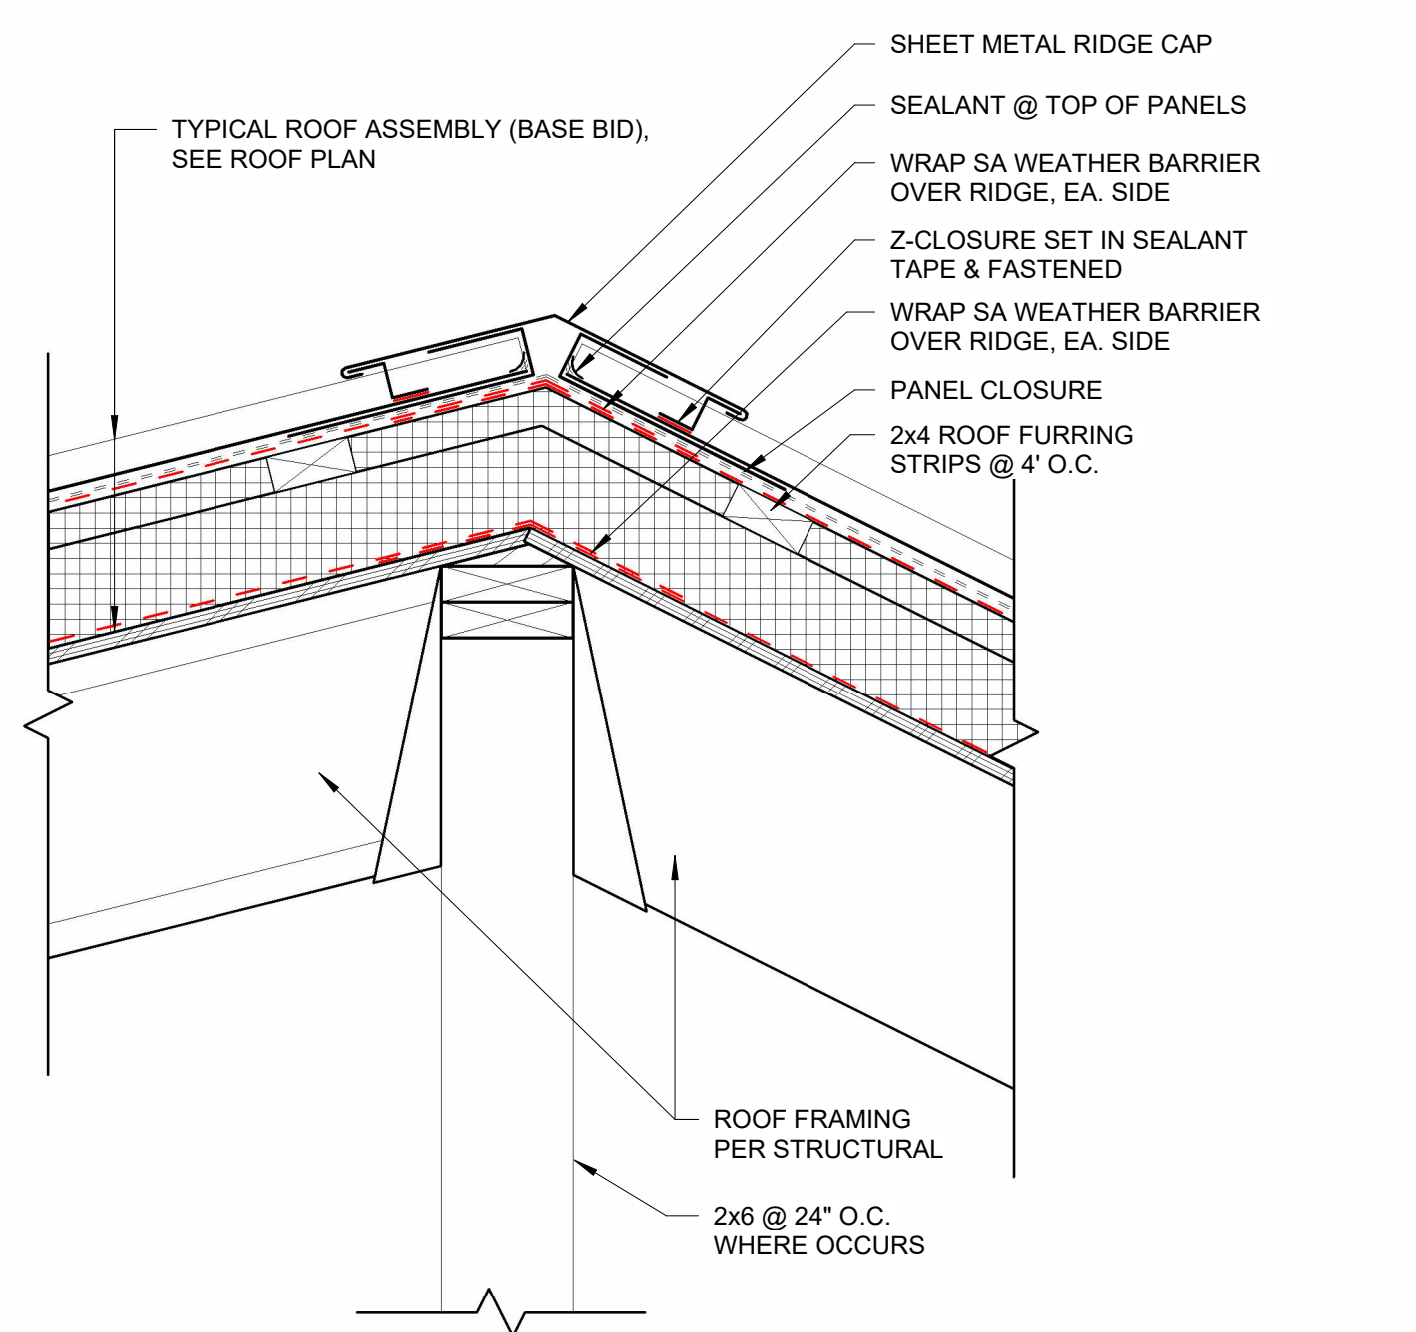 SHEET METAL RIDGE CAP
SEALANT @ TOP OF PANELS
TYPICAL ROOF ASSEMBLY (BASE BID),
SEE ROOF PLAN
WRAP SA WEATHER BARRIER
OVER RIDGE, EA. SIDE
Z-CLOSURE SET IN SEALANT
TAPE & FASTENED
WRAP SA WEATHER BARRIER
OVER RIDGE, EA. SIDE
PANEL CLOSURE
2x4 ROOF FURRING
STRIPS @ 4' O.C.
ROOF FRAMING
PER STRUCTURAL
2x6 @ 24" O.C.
WHERE OCCURS